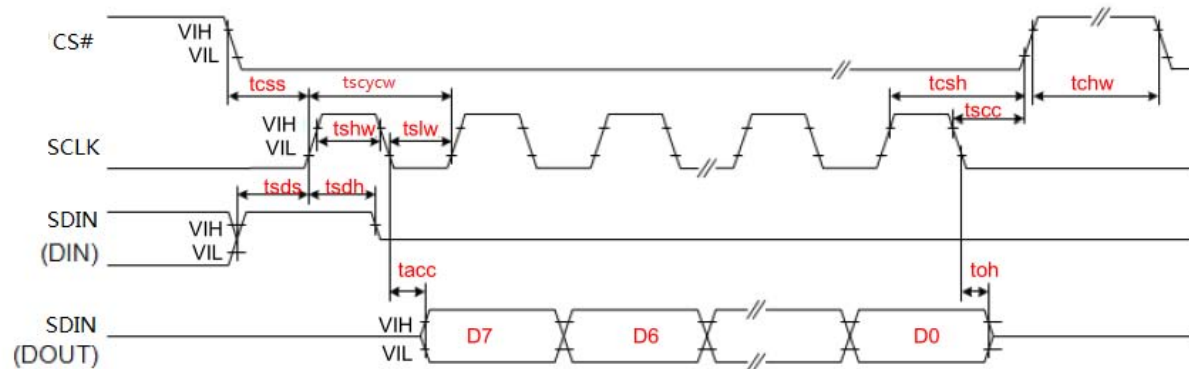 CS#
VIH
VIL
tcss
tscycw
tcsh
tchw
tscc
SCLK
VIH
VIL
tshw
tslw
tsds
tsdh
SDIN
(DIN)
VIH
VIL
tacc
toh
SDIN
(DOUT)
VIH
VIL
D7
D6
D0